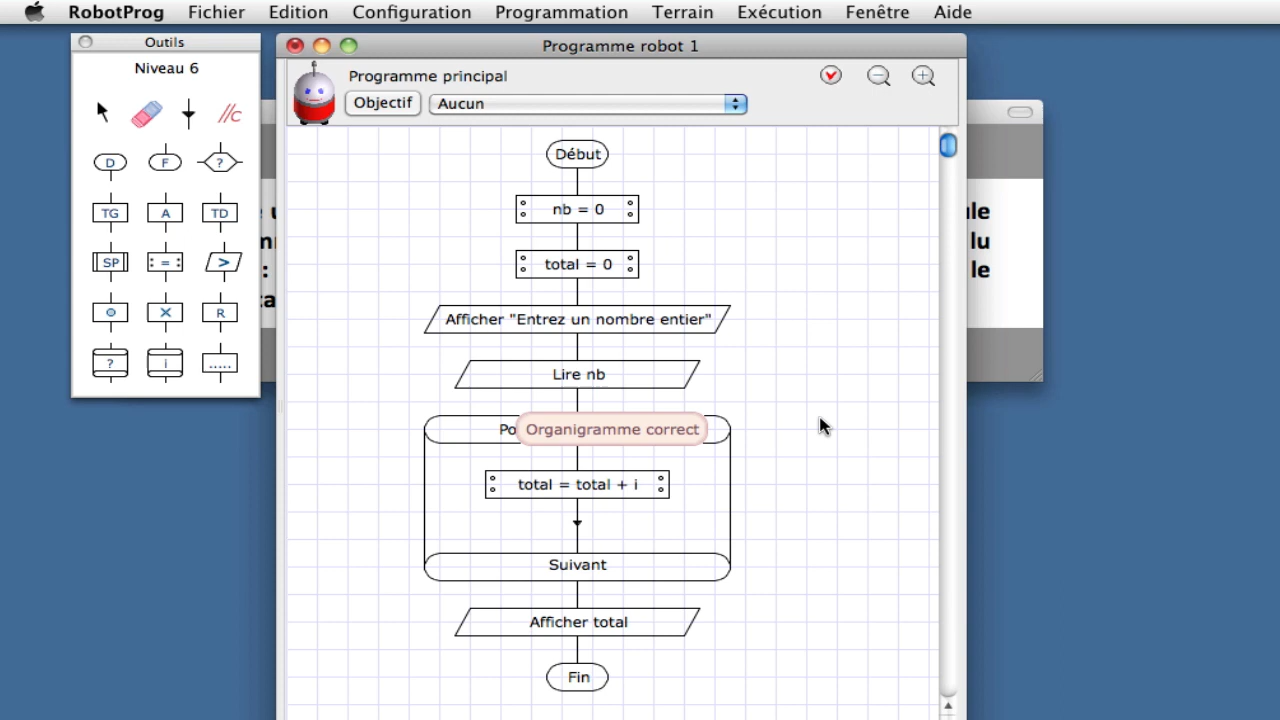 RobotProg Fichier Edition Configuration Programmation Terrain Exécution Fenêtre Aide
Outils
Niveau 6
D F ?
TG A TD
SP : = : >
R
? i .....
Programme robot 1
Programme principal
Objectif Aucun
Début
nb = 0
total = 0
Afficher "Entrez un nombre entier"
Lire nb
Organigramme correct
total = total + i
Suivant
Afficher total
Fin
lu
: le